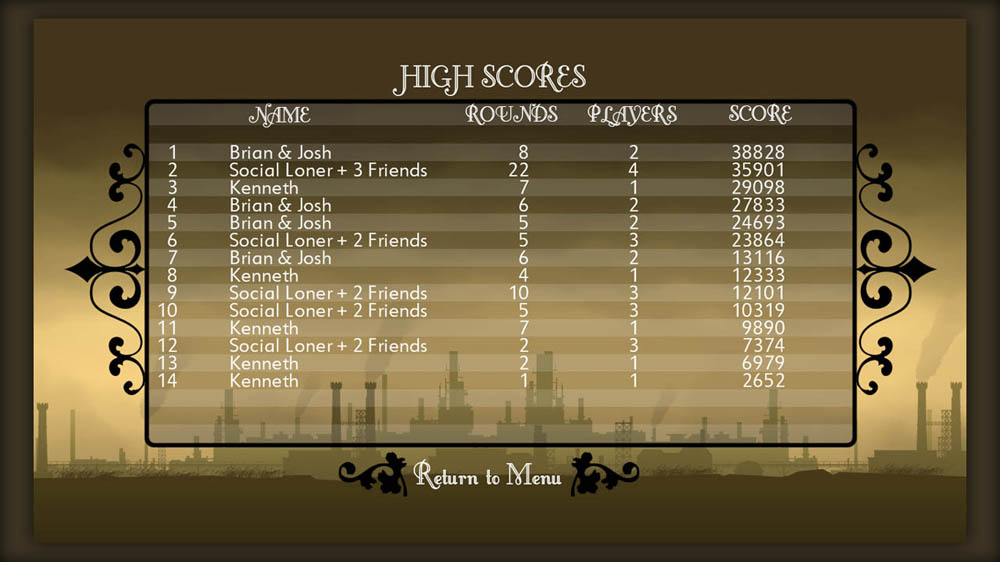 HIGH SCORES
NAME ROUNDS PLAYERS SCORE
1 Brian & Josh 8 2 38828
2 Social Loner + 3 Friends 22 4 35901
3 Kenneth 7 1 29098
4 Brian & Josh 6 2 27833
5 Brian & Josh 5 2 24693
6 Social Loner + 2 Friends 5 3 23864
7 Brian & Josh 6 2 13116
8 Kenneth 4 1 12333
9 Social Loner + 2 Friends 10 3 12101
10 Social Loner + 2 Friends 5 3 10319
11 Kenneth 7 1 9890
12 Social Loner + 2 Friends 2 3 7374
13 Kenneth 2 1 6979
14 Kenneth 1 1 2652
Return to Menu